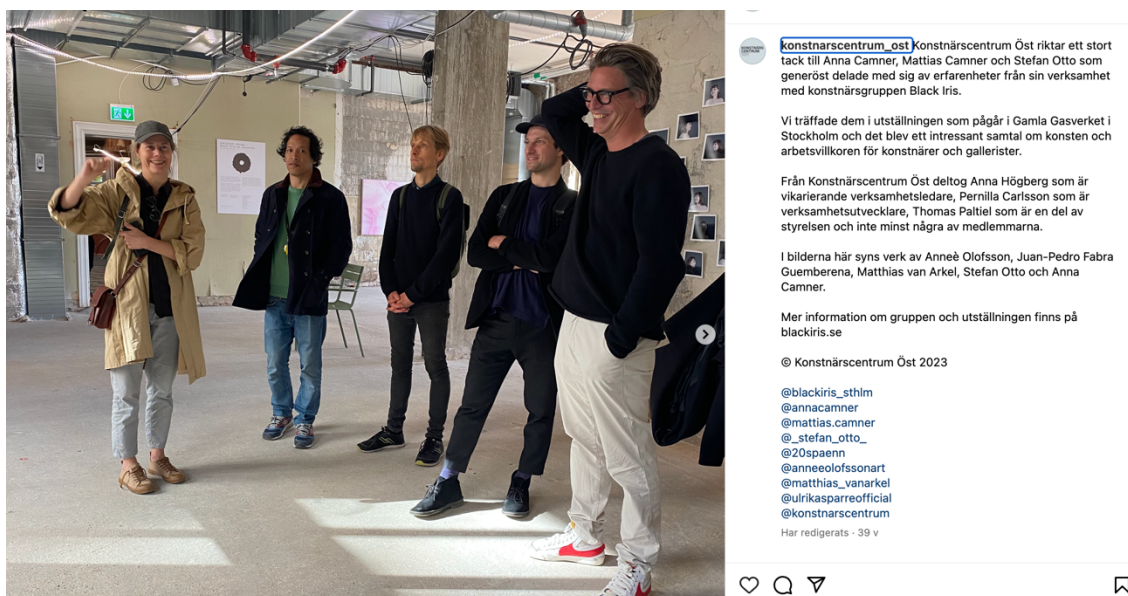 konstnarscentrum_ost Konstnärscentrum Öst riktar ett stort
tack till Anna Camner, Mattias Camner och Stefan Otto som
generöst delade med sig av erfarenheter från sin verksamhet
med konstnärsgruppen Black Iris.
Vi träffade dem i utställningen som pågår i Gamla Gasverket i
Stockholm och det blev ett intressant samtal om konsten och
arbetsvillkoren för konstnärer och gallerister.
Från Konstnärscentrum Öst deltog Anna Högberg som är
vikarierande verksamhetsledare, Pernilla Carlsson som är
verksamhetsutvecklare, Thomas Paltiel som är en del av
styrelsen och inte minst några av medlemmarna.
I bilderna här syns verk av Anneè Olofsson, Juan-Pedro Fabra
Guemberena, Matthias van Arkel, Stefan Otto och Anna
Camner.
Mer information om gruppen och utställningen finns på
blackiris.se
© Konstnärscentrum Öst 2023
@blackiris_sthlm
@annacamner
@mattias.camner
@_stefan_otto_
@20spaenn
@anneeolofssonart
@matthias_vanarkel
@ulrikasparreofficial
@konstnarscentrum
Har redigerats · 39 v